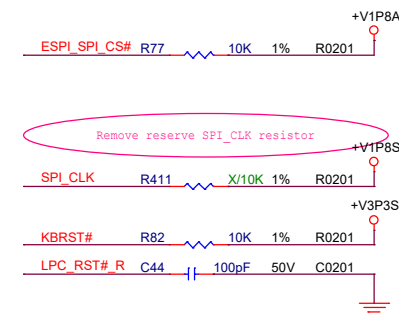 +V1P8A
ESPI_SPI_CS# R77 10K 1% R0201
Remove reserve SPI_CLK resistor
+V1P8S
SPI_CLK R411 X/10K 1% R0201
+V3P3S
KBRST# R82 10K 1% R0201
LPC_RST#_R C44 100pF 50V C0201